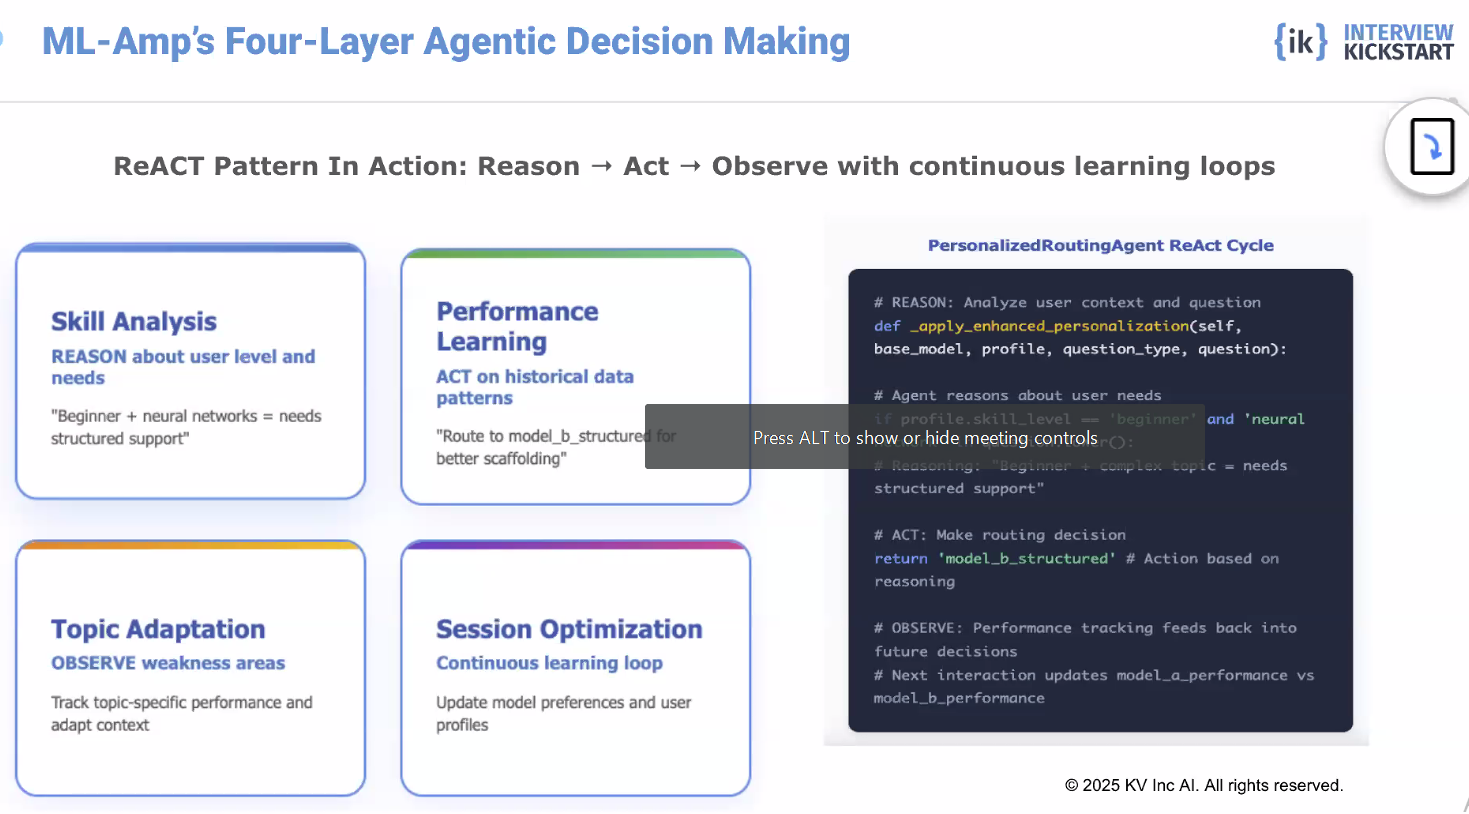 ML-Amp’s Four-Layer Agentic Decision Making
{ik} INTERVIEW
KICKSTART
ReACT Pattern In Action: Reason → Act → Observe with continuous learning loops
Skill Analysis
REASON about user level and
needs
"Beginner + neural networks = needs
structured support"
Performance
Learning
ACT on historical data
patterns
"Route to model_b_structured for
better scaffolding"
Topic Adaptation
OBSERVE weakness areas
Track topic-specific performance and
adapt context
Session Optimization
Continuous learning loop
Update model preferences and user
profiles
Press ALT to show or hide meeting controls
PersonalizedRoutingAgent ReAct Cycle
# REASON: Analyze user context and question
def _apply_enhanced_personalization(self,
base_model, profile, question_type, question):
# Agent reasons about user needs
if profile.skill_level == 'beginner' and 'neural
():
# Reasoning: "Beginner + complex topic = needs
structured support"
# ACT: Make routing decision
return 'model_b_structured' # Action based on
reasoning
# OBSERVE: Performance tracking feeds back into
future decisions
# Next interaction updates model_a_performance vs
model_b_performance
© 2025 KV Inc AI. All rights reserved.